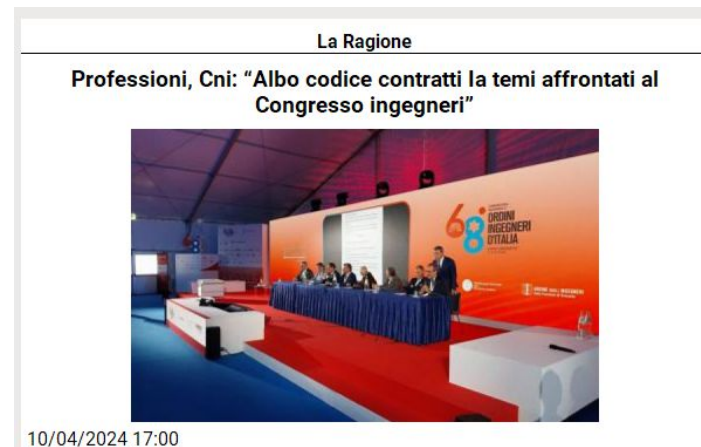 La Ragione
Professioni, Cni: “Albo codice contratti Ia temi affrontati al
Congresso ingegneri”
68°
ORDINI
INGEGNERI
D'ITALIA
10/04/2024 17:00